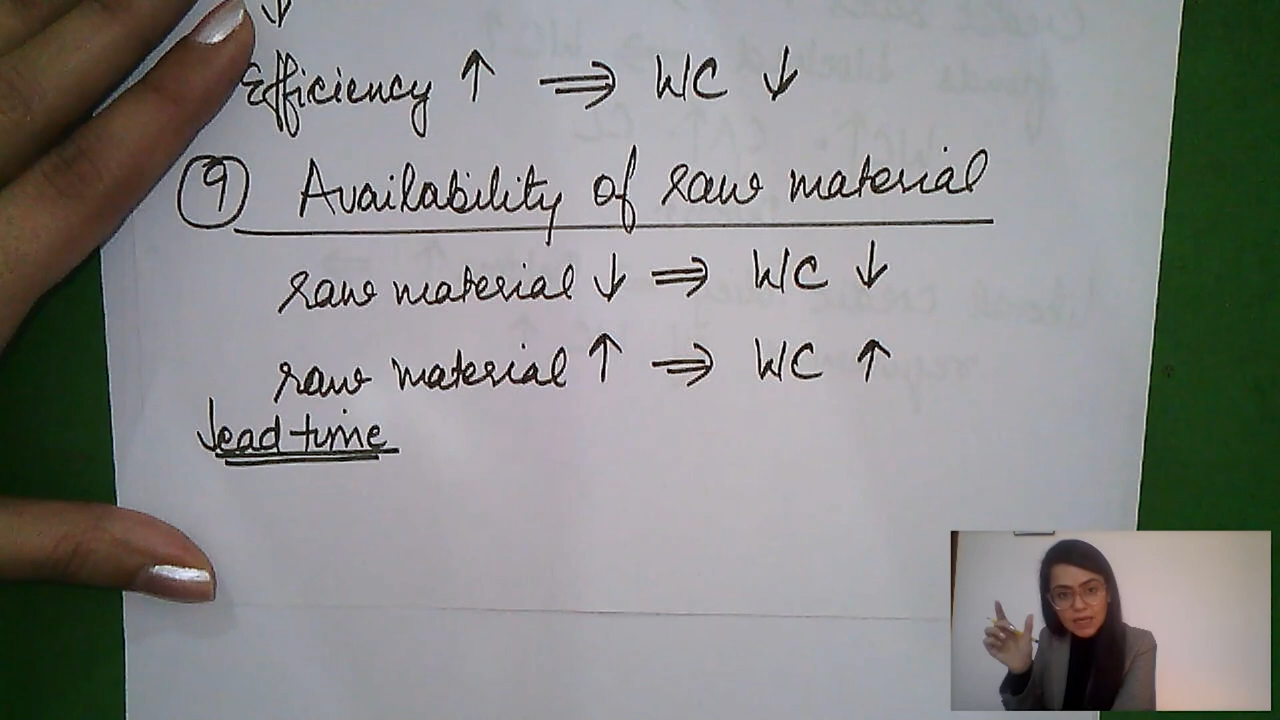 ↓
Efficiency ↑ ⇒ WC ↓
⑨ Availability of raw material
raw material ↓ ⇒ WC ↓
raw material ↑ ⇒ WC ↑
lead time